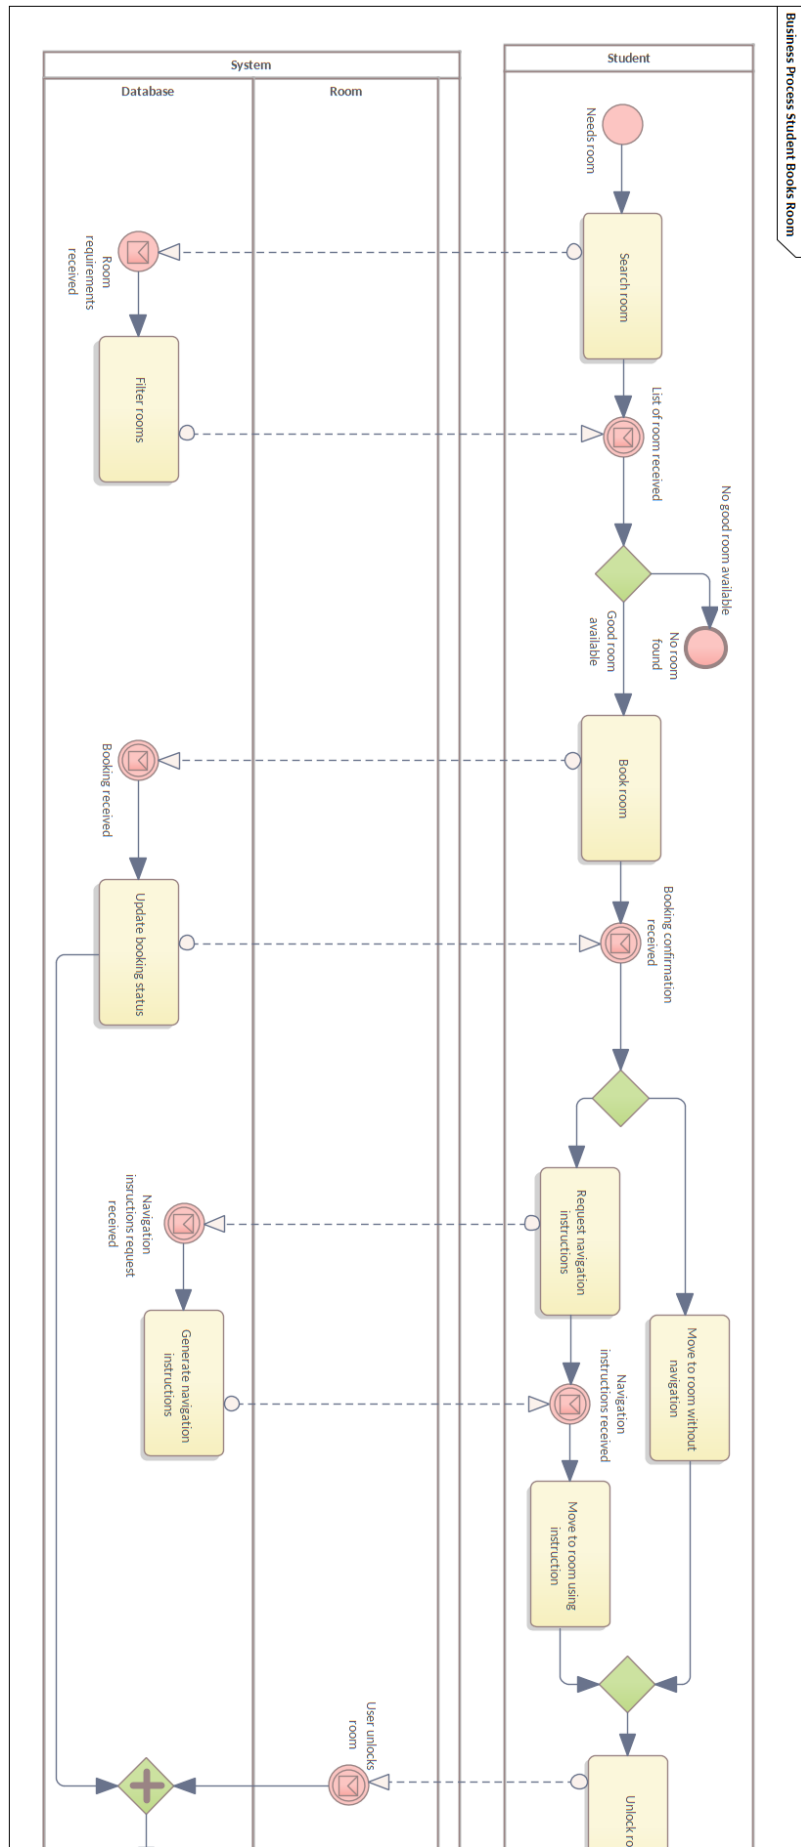 Business Process Student Books Room
Student
System
Database
Room
Needs room
Search room
Room
requirements
received
Filter rooms
List of room received
No good room available
No room
found
Good room
available
Book room
Booking received
Update booking status
Booking confirmation
received
Request navigation
instructions
Navigation
insructions request
received
Generate navigation
instructions
Move to room without
navigation
Navigation
instructions received
Move to room using
instruction
User unlocks
room
Unlock ro